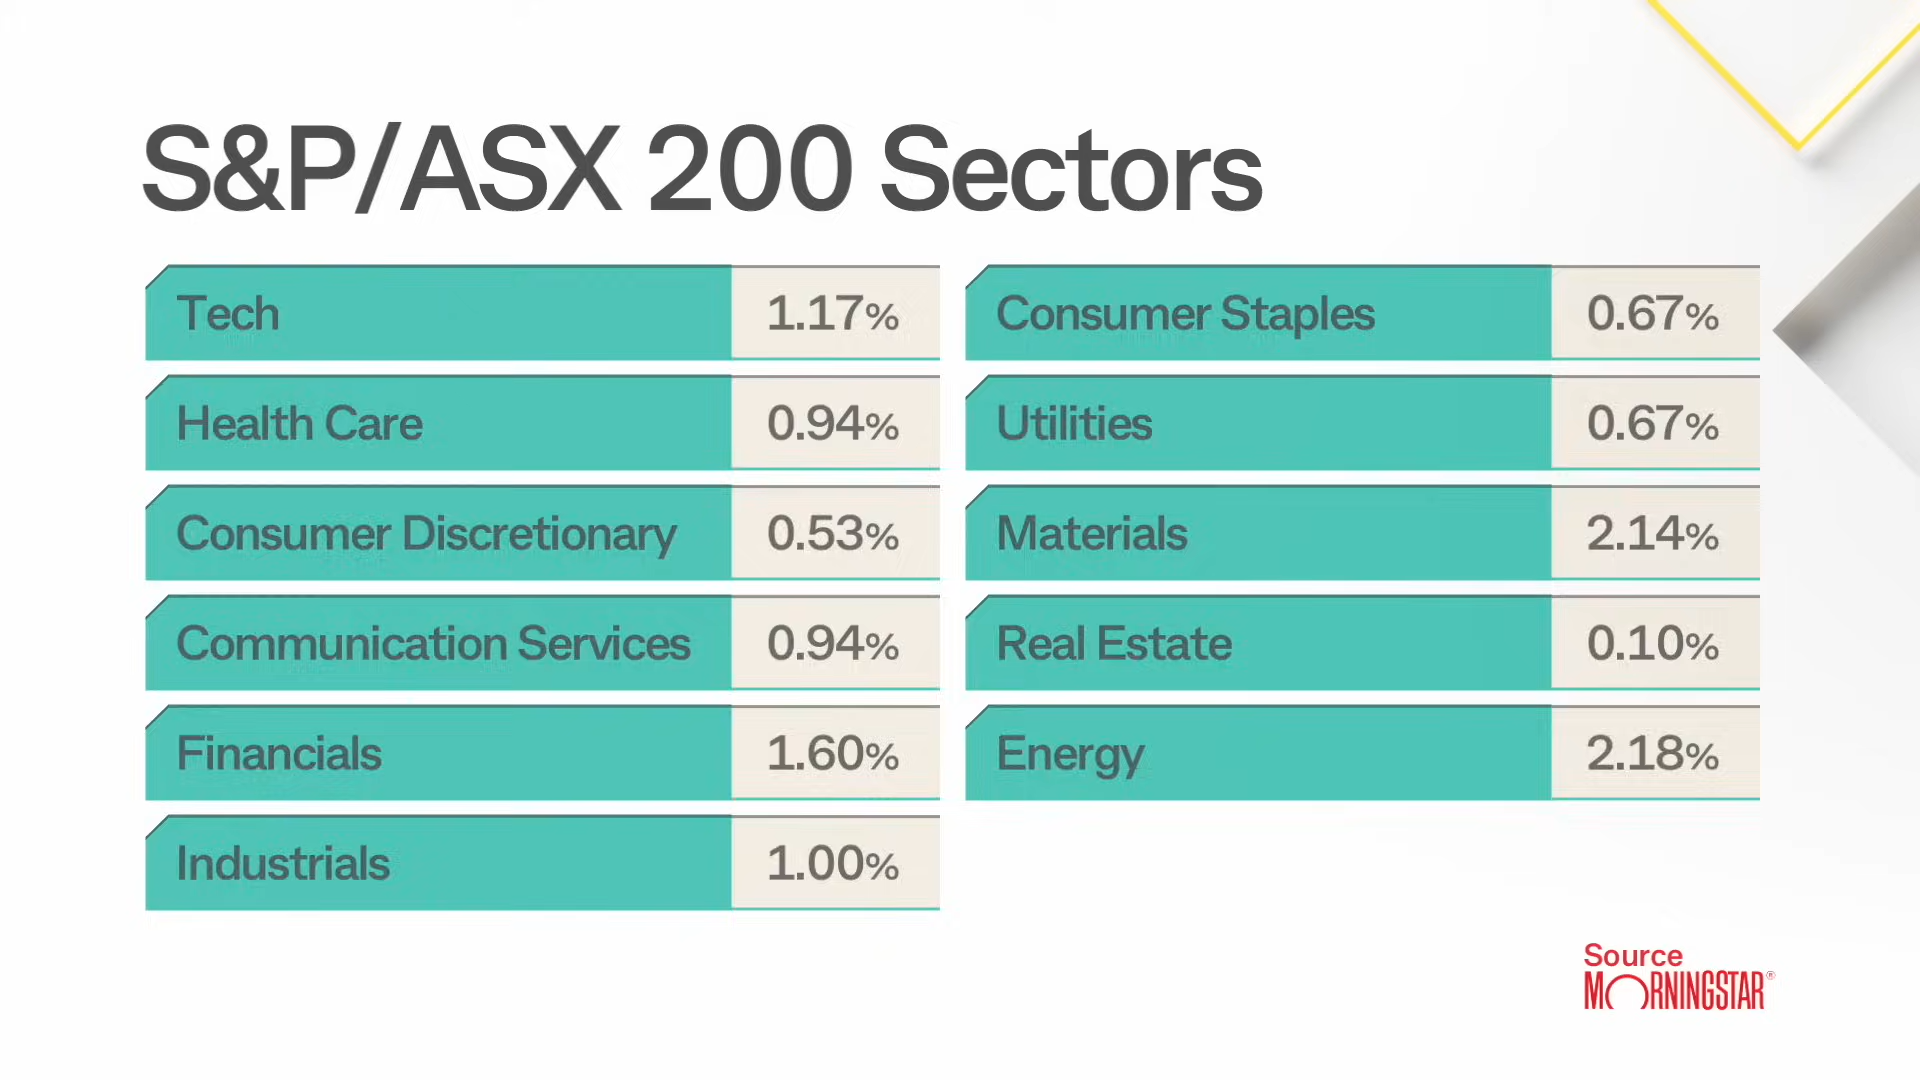 S&P/ASX 200 Sectors
Tech 1.17%
Health Care 0.94%
Consumer Discretionary 0.53%
Communication Services 0.94%
Financials 1.60%
Industrials 1.00%
Consumer Staples 0.67%
Utilities 0.67%
Materials 2.14%
Real Estate 0.10%
Energy 2.18%
Source
MORNINGSTAR®